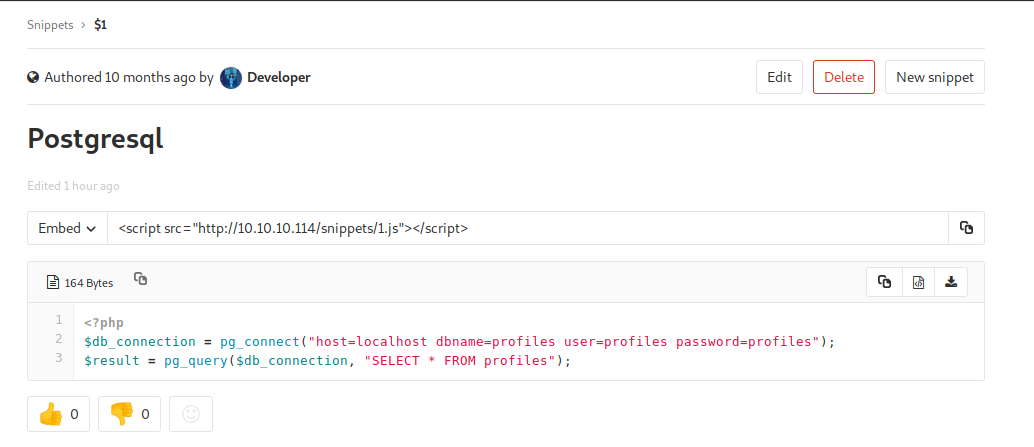 Snippets › $1
Authored 10 months ago by Developer
Edit
Delete
New snippet
Postgresql
Edited 1 hour ago
Embed
<script src="http://10.10.10.114/snippets/1.js"></script>
164 Bytes
1 <?php
2 $db_connection = pg_connect("host=localhost dbname=profiles user=profiles password=profiles");
3 $result = pg_query($db_connection, "SELECT * FROM profiles");
👍 0
👎 0